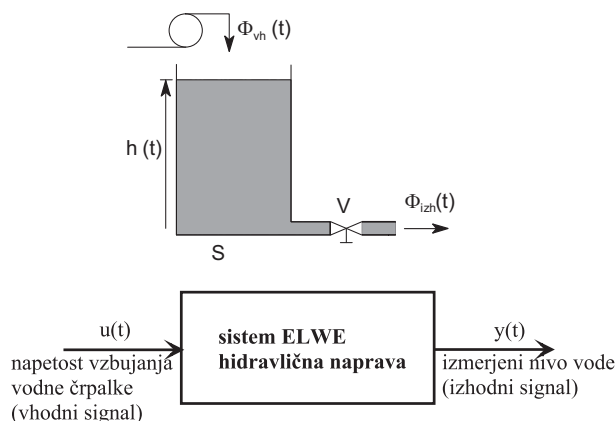 Φvh (t)
h (t)
V
Φizh(t)
S
u(t)
napetost vzbujanja
vodne črpalke
(vhodni signal)
sistem ELWE
hidravlična naprava
y(t)
izmerjeni nivo vode
(izhodni signal)